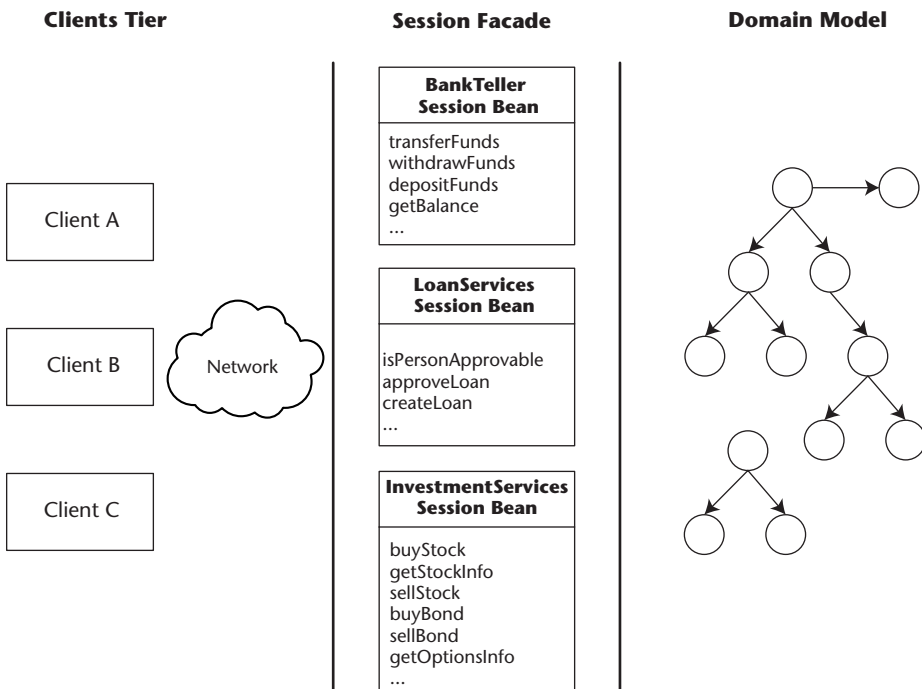 Clients Tier
Session Facade
Domain Model
Client A
Client B
Client C
Network
BankTeller
Session Bean
transferFunds
withdrawFunds
depositFunds
getBalance
...
LoanServices
Session Bean
isPersonApprovable
approveLoan
createLoan
...
InvestmentServices
Session Bean
buyStock
getStockInfo
sellStock
buyBond
sellBond
getOptionsInfo
...